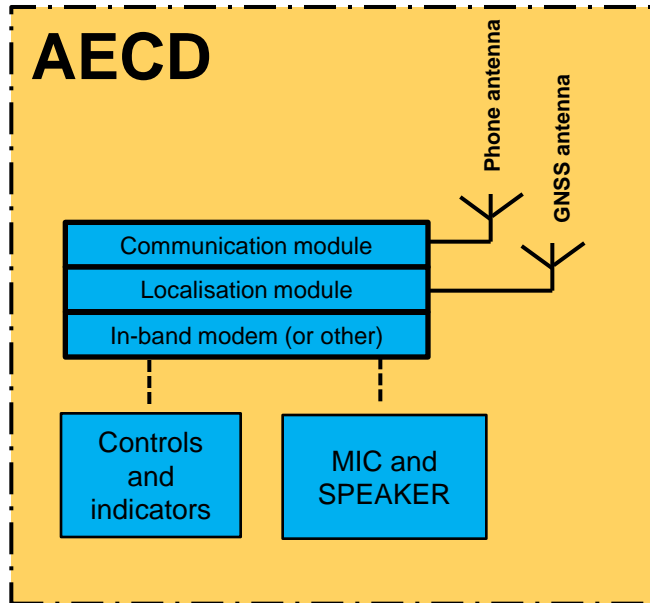 AECD
Phone antenna
GNSS antenna
Communication module
Localisation module
In-band modem (or other)
Controls
and
indicators
MIC and
SPEAKER